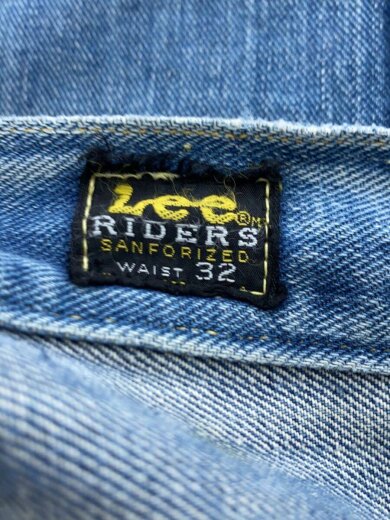 Lee ® M.R.
RIDERS
SANFORIZED
WAIST 32